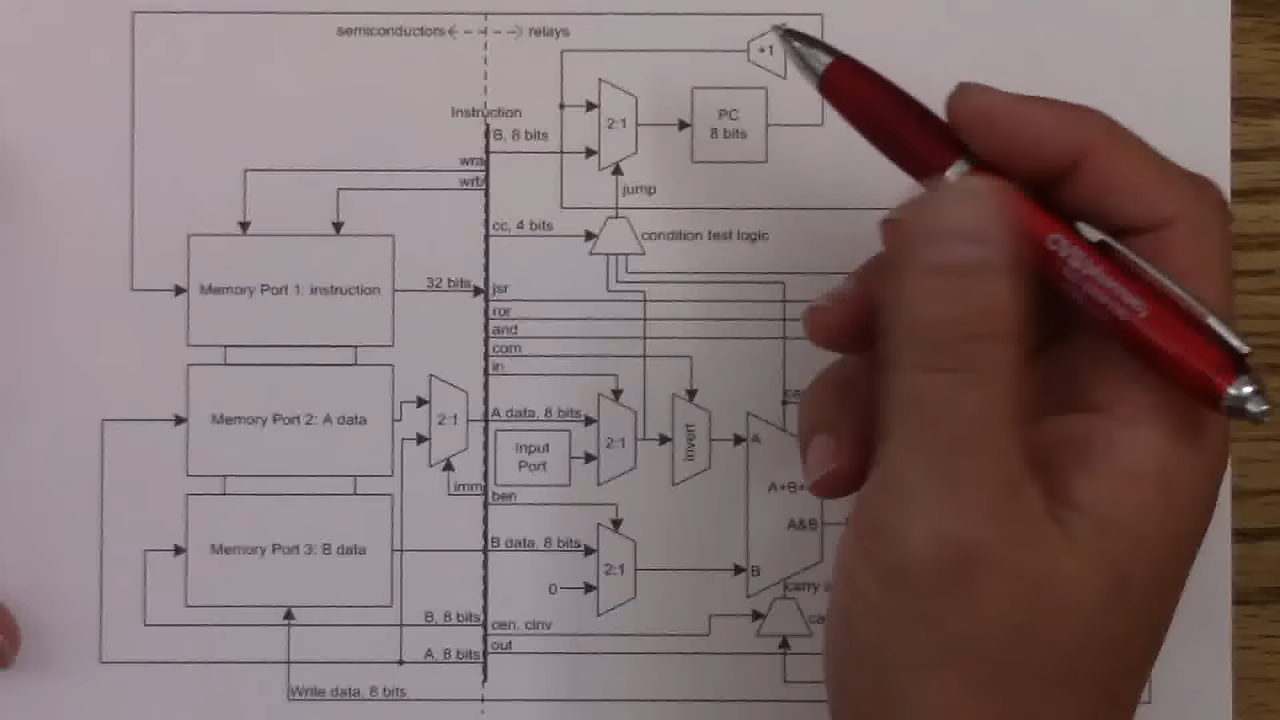 semiconductors
relays
+1
Instruction
PC
8 bits
2:1
B, 8 bits
wra
wrb
jump
cc, 4 bits
condition test logic
Memory Port 1: instruction
32 bits
jsr
ror
and
com
in
Memory Port 2: A data
2:1
A data, 8 bits
2:1
invert
A
Input
Port
imm
ben
A&B
Memory Port 3: B data
B data, 8 bits
2:1
B
0
carry
B, 8 bits
cen, cinv
out
A, 8 bits
Write data, 8 bits